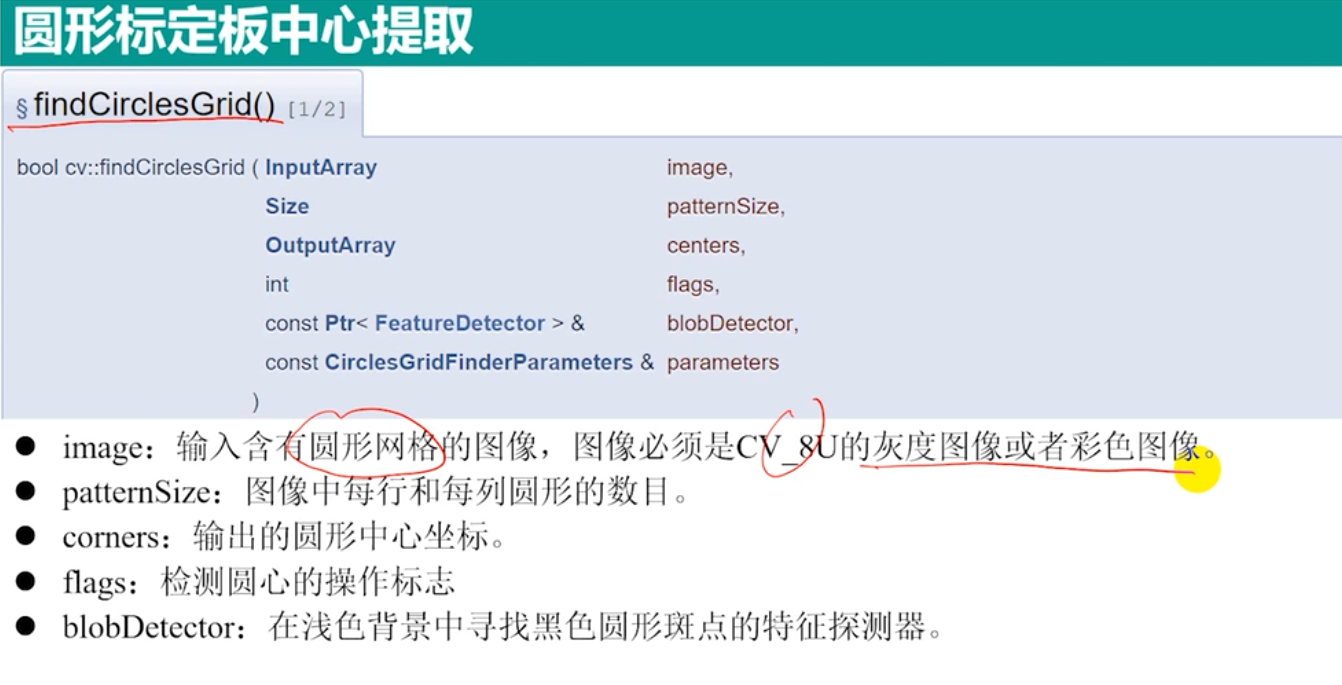 圆形标定板中心提取
§ findCirclesGrid() [1/2]
bool cv::findCirclesGrid ( InputArray image,
Size patternSize,
OutputArray centers,
int flags,
const Ptr< FeatureDetector > & blobDetector,
const CirclesGridFinderParameters & parameters
)
● image：输入含有圆形网格的图像，图像必须是CV_8U的灰度图像或者彩色图像。
● patternSize：图像中每行和每列圆形的数目。
● corners：输出的圆形中心坐标。
● flags：检测圆心的操作标志
● blobDetector：在浅色背景中寻找黑色圆形斑点的特征探测器。